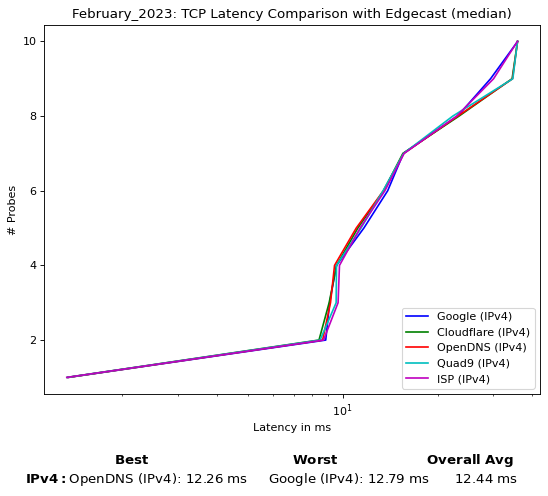 February_2023: TCP Latency Comparison with Edgecast (median)
10
8
6
4
2
# Probes
Google (IPv4)
Cloudflare (IPv4)
OpenDNS (IPv4)
Quad9 (IPv4)
ISP (IPv4)
10^1
Latency in ms
Best Worst Overall Avg
IPv4: OpenDNS (IPv4): 12.26 ms Google (IPv4): 12.79 ms 12.44 ms